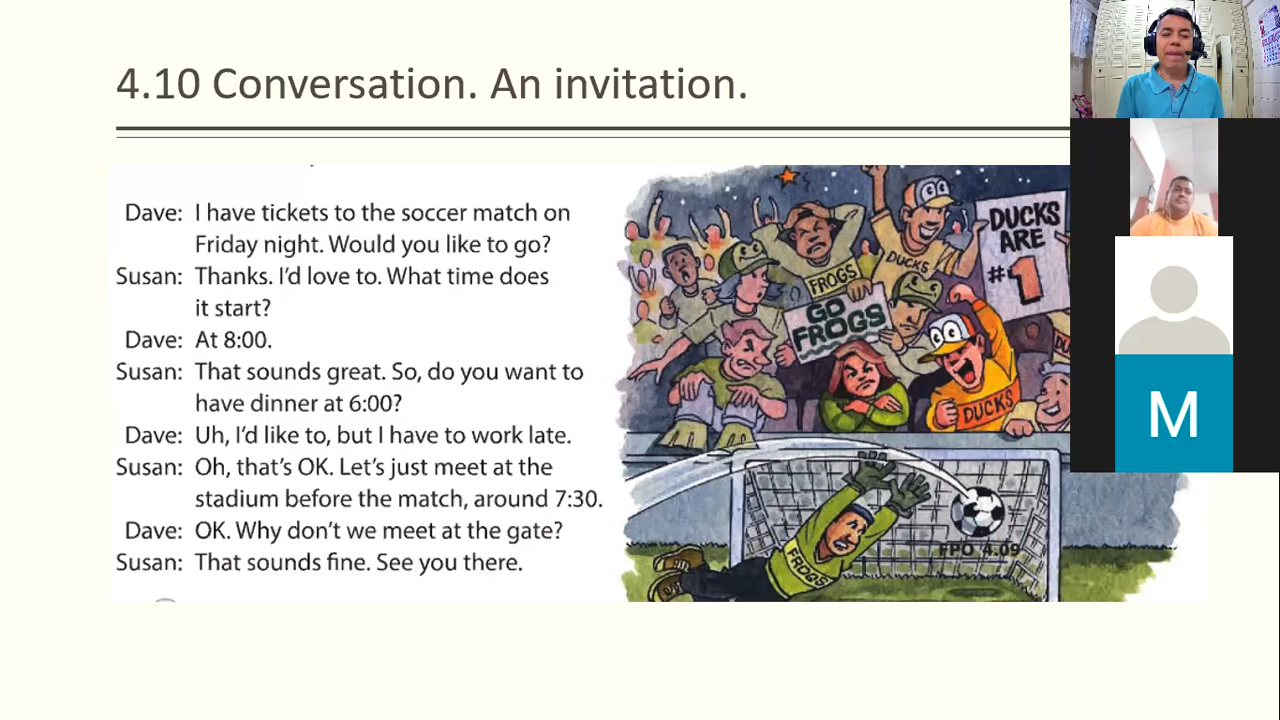 4.10 Conversation. An invitation.
Dave: I have tickets to the soccer match on
Friday night. Would you like to go?
Susan: Thanks. I'd love to. What time does
it start?
Dave: At 8:00.
Susan: That sounds great. So, do you want to
have dinner at 6:00?
Dave: Uh, I'd like to, but I have to work late.
Susan: Oh, that's OK. Let's just meet at the
stadium before the match, around 7:30.
Dave: OK. Why don't we meet at the gate?
Susan: That sounds fine. See you there.
DUCKS
ARE
#1
DUCKS
FROGS
GO
FROGS
DUCKS
FROGS
FPO 4.09
M